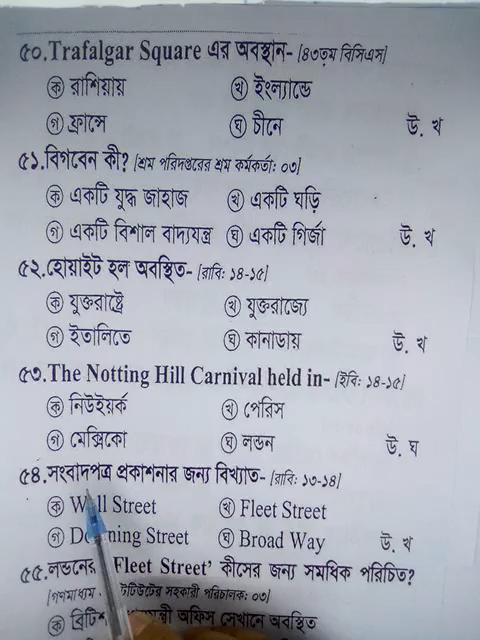 ৫০.Trafalgar Square এর অবস্থান- [৪৩তম বিসিএস]
ক রাশিয়ায় খ ইংল্যান্ডে
গ ফ্রান্সে ঘ চীনে উ. খ
৫১.বিগবেন কী? [শ্রম পরিদপ্তরের শ্রম কর্মকর্তা: ০৩]
ক একটি যুদ্ধ জাহাজ খ একটি ঘড়ি
গ একটি বিশাল বাদ্যযন্ত্র ঘ একটি গির্জা উ. খ
৫২.হোয়াইট হল অবস্থিত- [রাবি: ১৪-১৫]
ক যুক্তরাষ্ট্রে খ যুক্তরাজ্যে
গ ইতালিতে ঘ কানাডায় উ. খ
৫৩.The Notting Hill Carnival held in- [ইবি: ১৪-১৫]
ক নিউইয়র্ক খ পেরিস
গ মেক্সিকো ঘ লন্ডন উ. ঘ
৫৪.সংবাদপত্র প্রকাশনার জন্য বিখ্যাত- [রাবি: ১৩-১৪]
ক Wall Street খ Fleet Street
গ Downing Street ঘ Broad Way উ. খ
৫৫.লন্ডনের Fleet Street’ কীসের জন্য সমধিক পরিচিত?
[গণমাধ্যম সহকারী পরিচালক: ০৩]
ক ব্রিটিশ অফিস সেখানে অবস্থিত